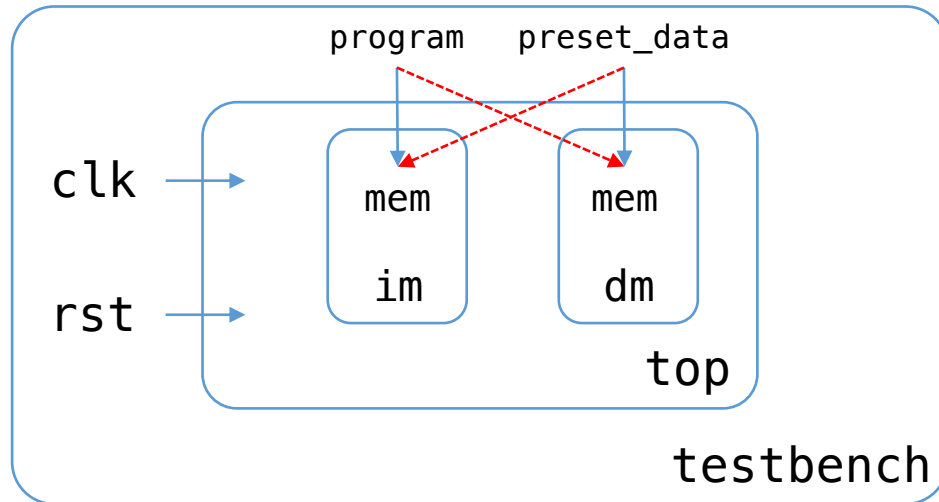 program preset_data
clk
mem mem
im dm
rst
top
testbench